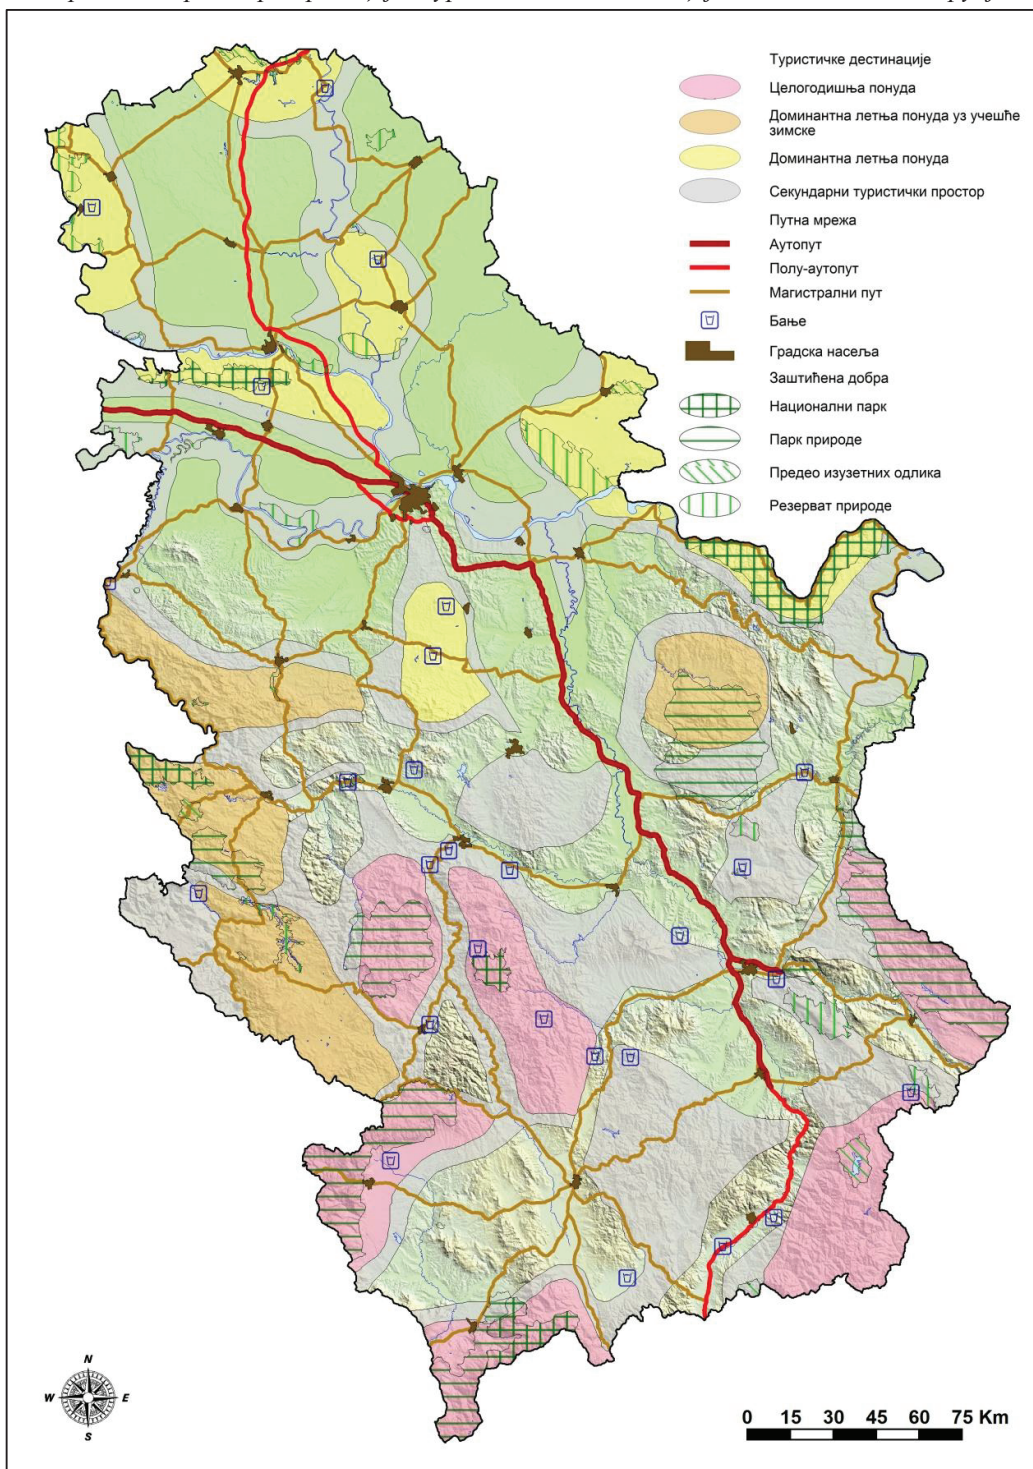 Туристичке дестинације
Целогодишња понуда
Доминантна летња понуда уз учешће
зимске
Доминантна летња понуда
Секундарни туристички простор
Путна мрежа
Аутопут
Полу-аутопут
Магистрални пут
Бање
Градска насеља
Заштићена добра
Национални парк
Парк природе
Предео изузетних одлика
Резерват природе
N
W E
S
0 15 30 45 60 75 Km